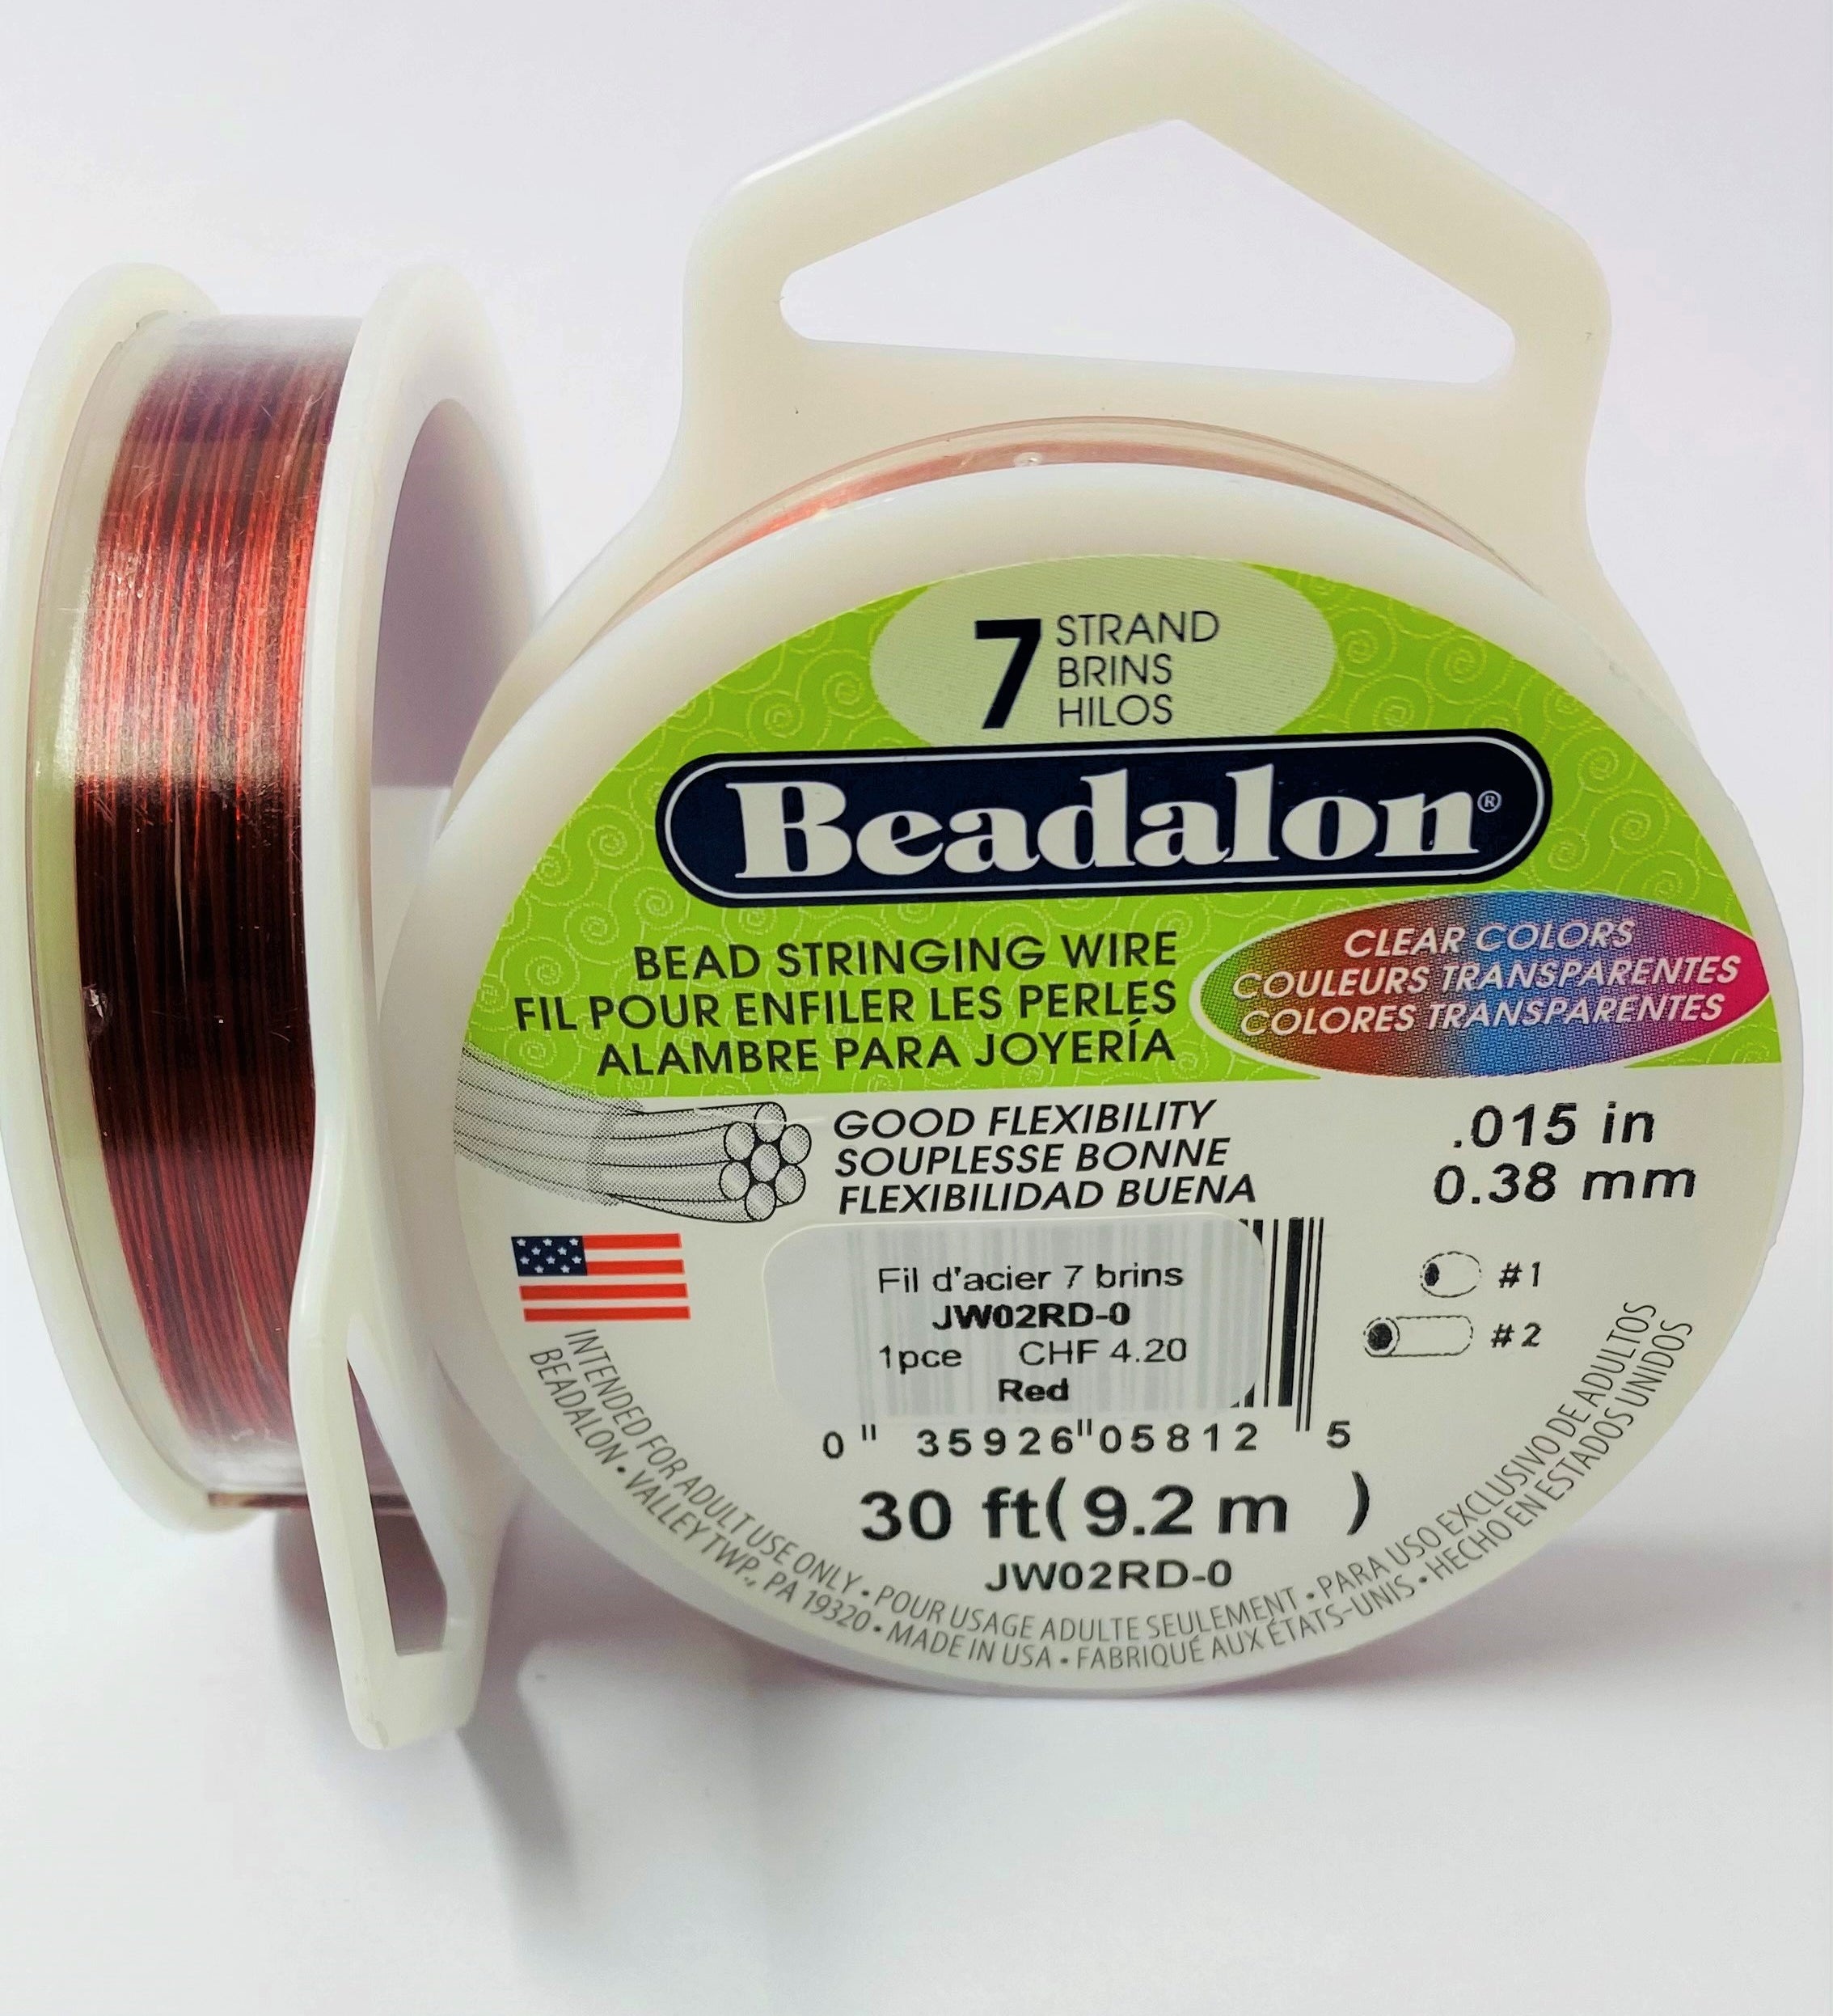 7 STRAND
BRINS
HILOS
Beadalon®
BEAD STRINGING WIRE
FIL POUR ENFILER LES PERLES
ALAMBRE PARA JOYERÍA
CLEAR COLORS
COULEURS TRANSPARENTES
COLORES TRANSPARENTES
GOOD FLEXIBILITY
SOUPLESSE BONNE
FLEXIBILIDAD BUENA
.015 in
0.38 mm
#1
#2
Fil d'acier 7 brins
JW02RD-0
1pce CHF 4.20
Red
0 " 35926"05812 " 5
30 ft( 9.2 m )
JW02RD-0
INTENDED FOR ADULT USE ONLY • POUR USAGE ADULTE SEULEMENT • PARA USO EXCLUSIVO DE ADULTOS
BEADALON • VALLEY TWP., PA 19320 • MADE IN USA • FABRIQUÉ AUX ÉTATS-UNIS • HECHO EN ESTADOS UNIDOS